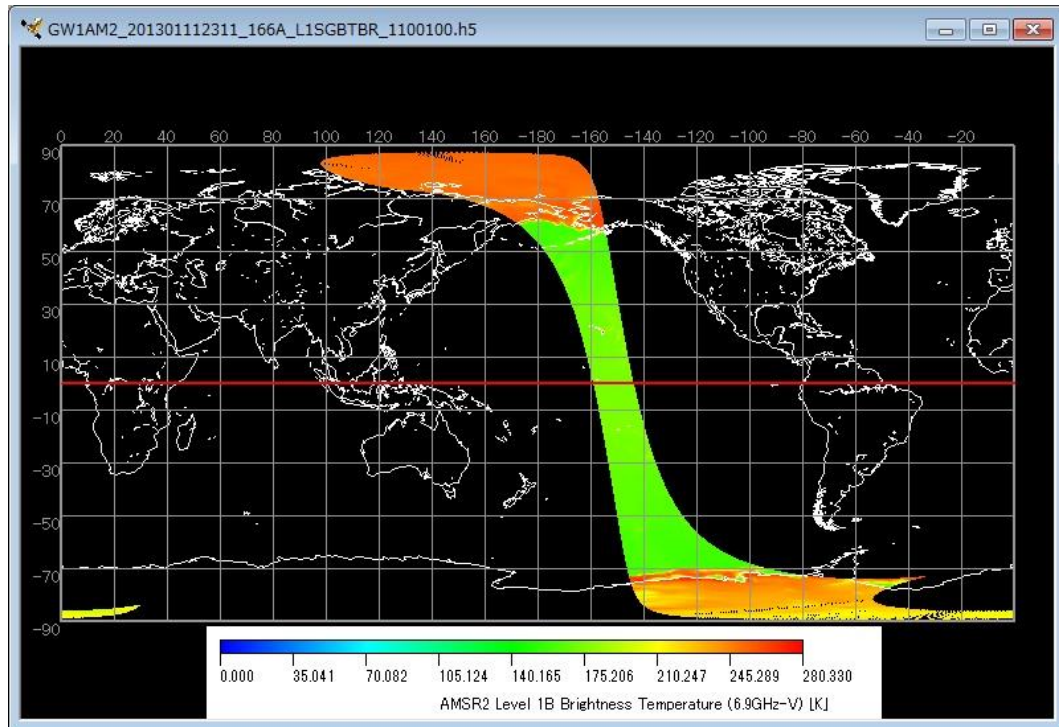 GW1AM2_201301112311_166A_L1SGBTBR_1100100.h5
0 20 40 60 80 100 120 140 160 -180 -160 -140 -120 -100 -80 -60 -40 -20
90
70
50
30
10
-10
-30
-50
-70
-90
0.000 35.041 70.082 105.124 140.165 175.206 210.247 245.289 280.330
AMSR2 Level 1B Brightness Temperature (6.9GHz-V) [K]